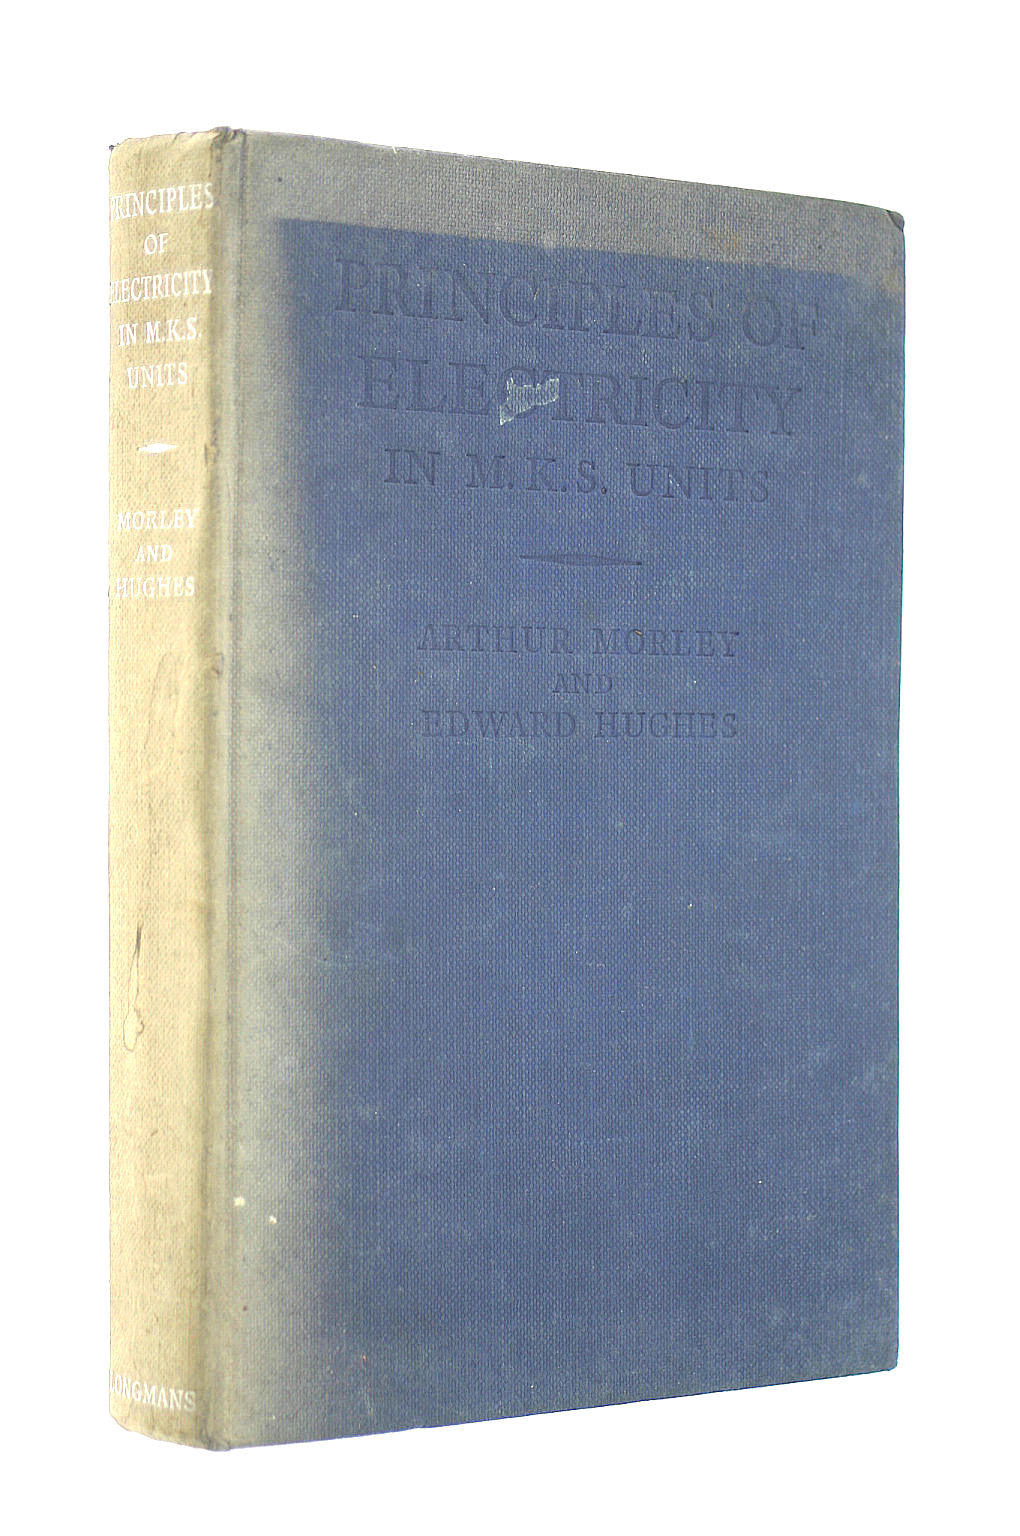 PRINCIPLES
OF
ELECTRICITY
IN M.K.S.
UNITS
MORLEY
AND
HUGHES
LONGMANS
PRINCIPLES OF
ELECTRICITY
IN M.K.S. UNITS
ARTHUR MORLEY
AND
EDWARD HUGHES